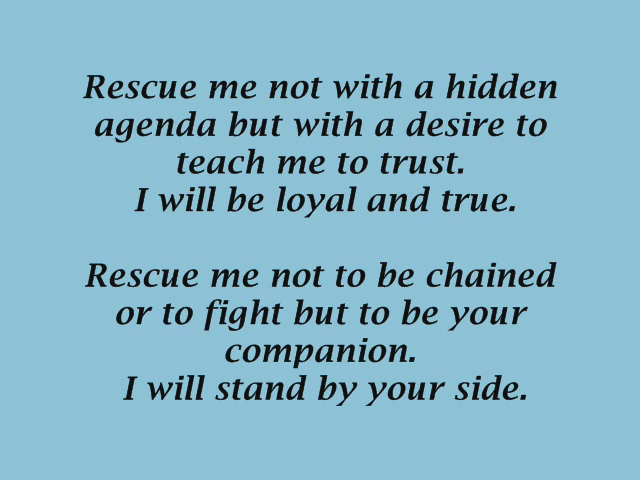 Rescue me not with a hidden
agenda but with a desire to
teach me to trust.
I will be loyal and true.
Rescue me not to be chained
or to fight but to be your
companion.
I will stand by your side.